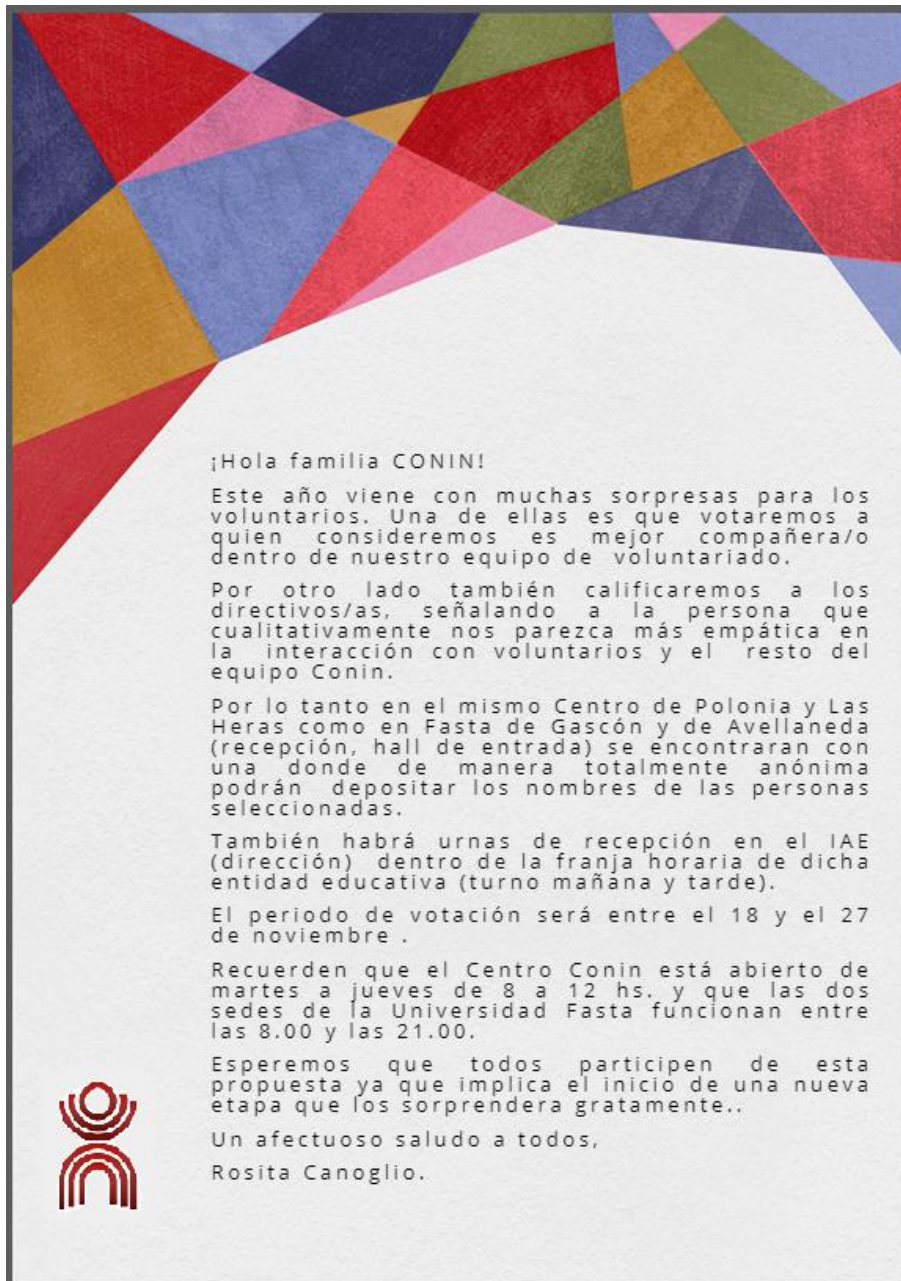 ¡Hola familia CONIN!
Este año viene con muchas sorpresas para los
voluntarios. Una de ellas es que votaremos a
quien consideremos es mejor compañera/o
dentro de nuestro equipo de voluntariado.
Por otro lado también calificaremos a los
directivos/as, señalando a la persona que
cualitativamente nos parezca más empática en
la interacción con voluntarios y el resto del
equipo Conin.
Por lo tanto en el mismo Centro de Polonia y Las
Heras como en Fasta de Gascón y de Avellaneda
(recepción, hall de entrada) se encontraran con
una donde de manera totalmente anónima
podrán depositar los nombres de las personas
seleccionadas.
También habrá urnas de recepción en el IAE
(dirección) dentro de la franja horaria de dicha
entidad educativa (turno mañana y tarde).
El periodo de votación será entre el 18 y el 27
de noviembre .
Recuerden que el Centro Conin está abierto de
martes a jueves de 8 a 12 hs. y que las dos
sedes de la Universidad Fasta funcionan entre
las 8.00 y las 21.00.
Esperemos que todos participen de esta
propuesta ya que implica el inicio de una nueva
etapa que los sorprendera gratamente..
Un afectuoso saludo a todos,
Rosita Canoglio.